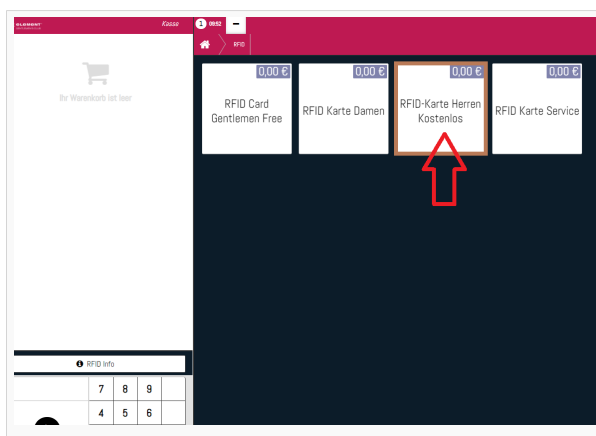 ELEMENT
Kasse
1 09:52 –
RFID
Ihr Warenkorb ist leer
0,00 €
RFID Card
Gentlemen Free
0,00 €
RFID Karte Damen
0,00 €
RFID-Karte Herren
Kostenlos
0,00 €
RFID Karte Service
RFID Info
7 8 9
4 5 6